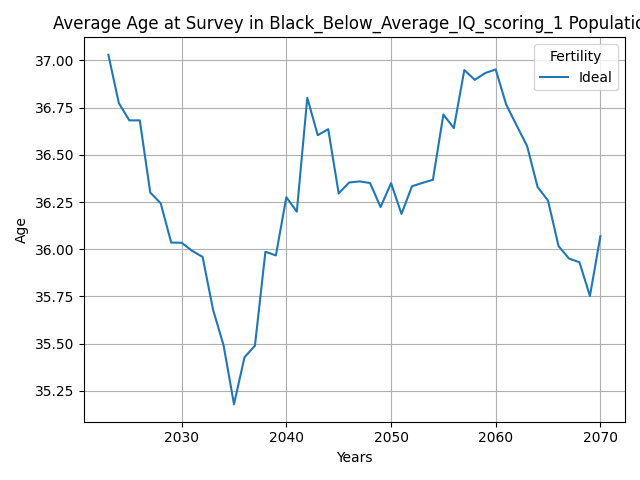 Average Age at Survey in Black_Below_Average_IQ_scoring_1 Populatio
37.00
36.75
36.50
36.25
36.00
35.75
35.50
35.25
Age
Fertility
Ideal
2030 2040 2050 2060 2070
Years